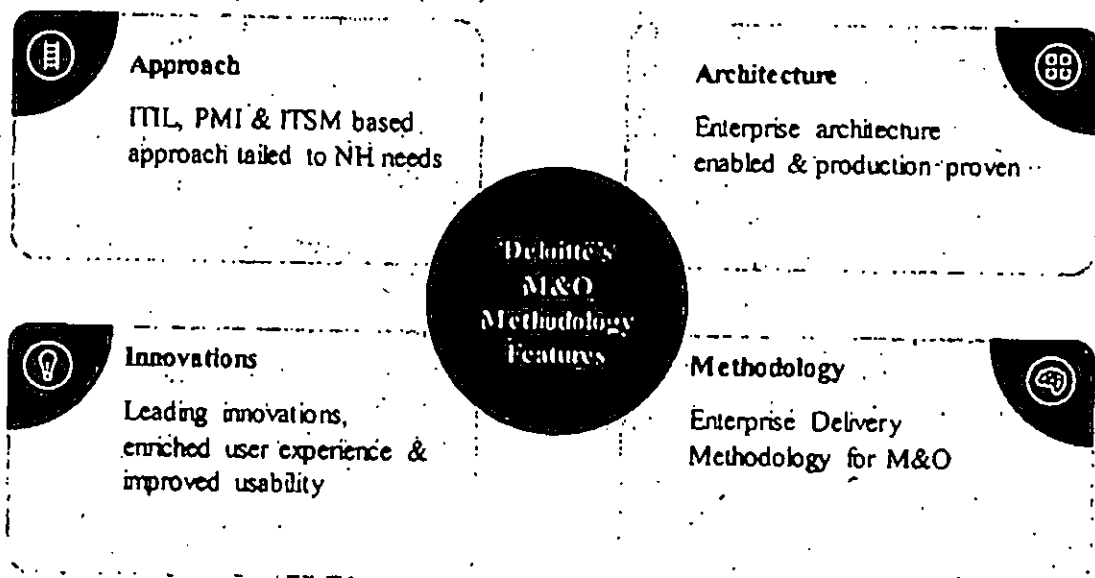 Approach
ITIL, PMI & ITSM based
approach tailed to NH needs
Architecture
Enterprise architecture
enabled & production-proven
Deloitte's
M&O
Methodology
Features
Innovations
Leading innovations,
enriched user experience &
improved usability
Methodology
Enterprise Delivery
Methodology for M&O